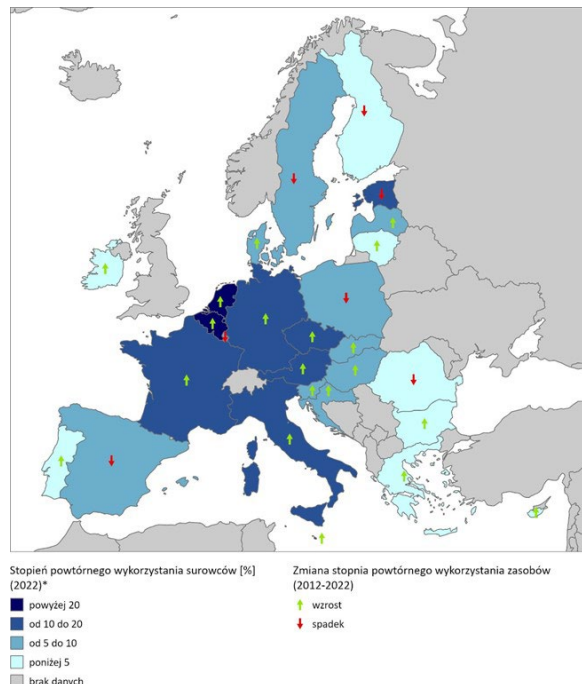 Stopień powtórnego wykorzystania surowców [%]
(2022)*
powyżej 20
od 10 do 20
od 5 do 10
poniżej 5
brak danych
Zmiana stopnia powtórnego wykorzystania zasobów
(2012-2022)
wzrost
spadek